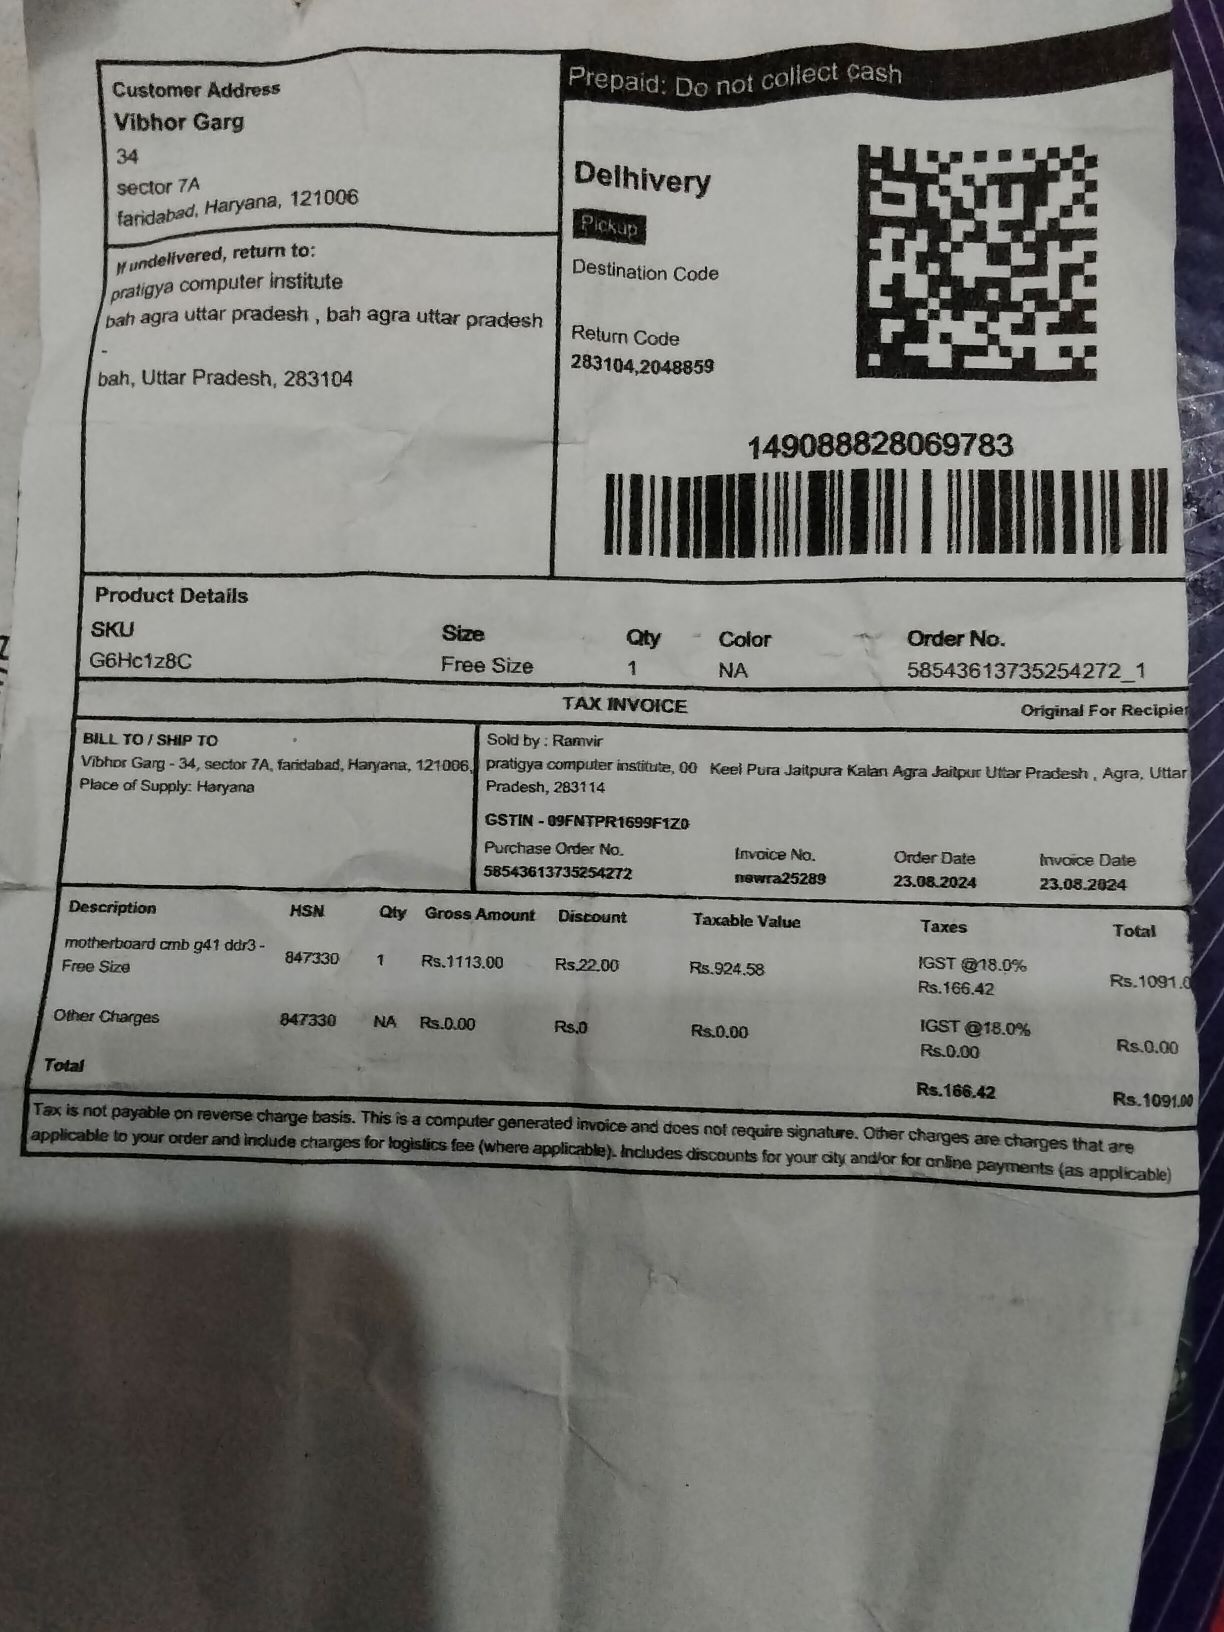 Customer Address
Vibhor Garg
34
sector 7A
faridabad, Haryana, 121006
If undelivered, return to:
pratigya computer institute
bah agra uttar pradesh , bah agra uttar pradesh
-
bah, Uttar Pradesh, 283104
Prepaid: Do not collect cash
Delhivery
Pickup
Destination Code
Return Code
283104,2048859
149088828069783
Product Details
SKU Size Qty Color Order No.
G6Hc1z8C Free Size 1 NA 58543613735254272_1
TAX INVOICE Original For Recipie
BILL TO / SHIP TO
Vibhor Garg - 34, sector 7A, faridabad, Haryana, 121006,
Place of Supply: Haryana
Sold by : Ramvir
pratigya computer institute, 00 Keel Pura Jaitpura Kalan Agra Jaitpur Uttar Pradesh , Agra, Uttar
Pradesh, 283114
GSTIN - 09FNTPR1699F1Z0
Purchase Order No. Invoice No. Order Date Invoice Date
58543613735254272 newra25289 23.08.2024 23.08.2024
Description HSN Qty Gross Amount Discount Taxable Value Taxes Total
motherboard cmb g41 ddr3 - 847330 1 Rs.1113.00 Rs.22.00 Rs.924.58 IGST @18.0% Rs.1091.0
Free Size Rs.166.42
Other Charges 847330 NA Rs.0.00 Rs.0 Rs.0.00 IGST @18.0% Rs.0.00
Rs.0.00
Total Rs.166.42 Rs.1091.00
Tax is not payable on reverse charge basis. This is a computer generated invoice and does not require signature. Other charges are charges that are
applicable to your order and include charges for logistics fee (where applicable). Includes discounts for your city and/or for online payments (as applicable)